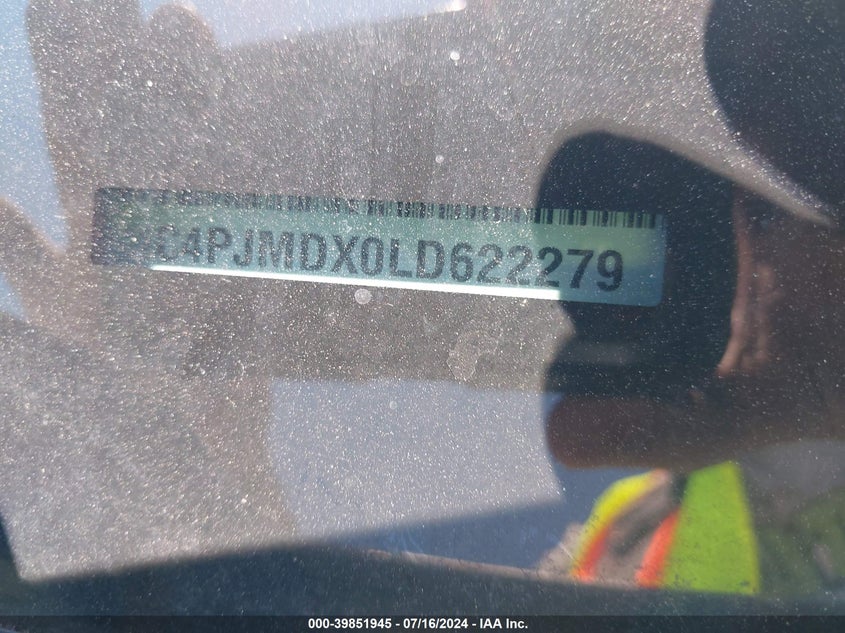 C4PJMDX0LD622279
000-39851945 - 07/16/2024 - IAA Inc.